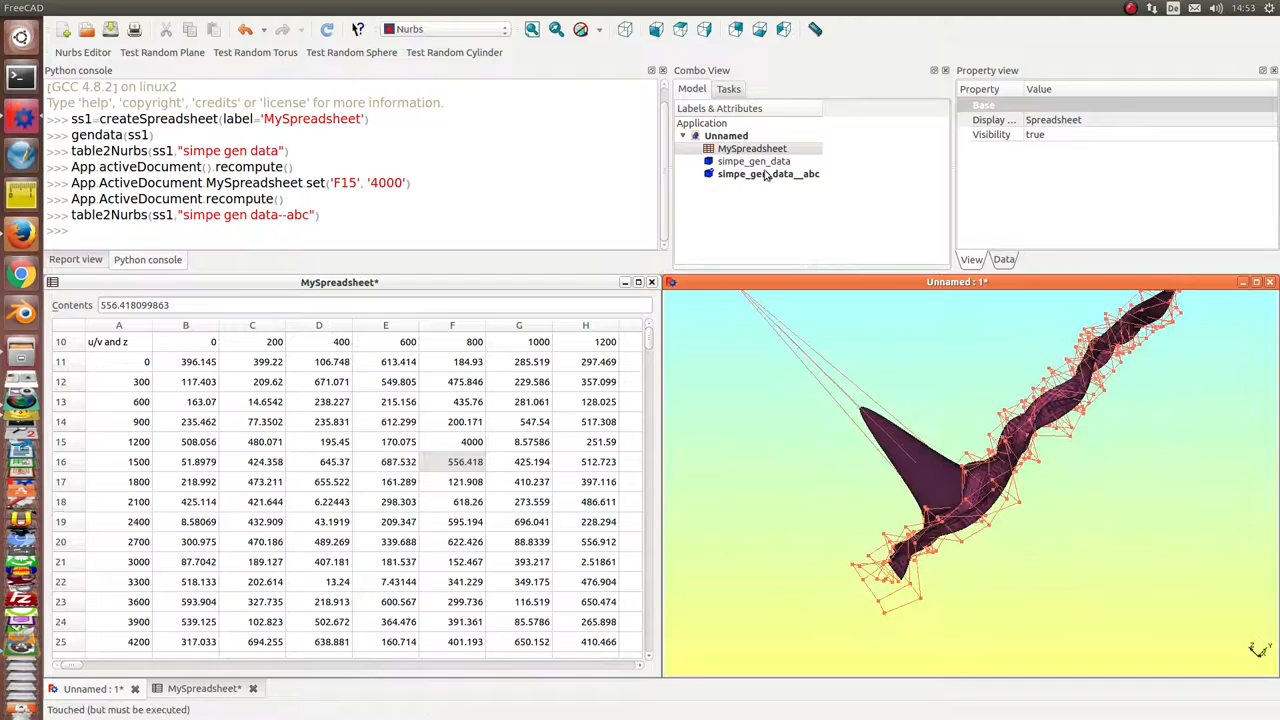 FreeCAD
De
14:53
Nurbs
Nurbs Editor Test Random Plane Test Random Torus Test Random Sphere Test Random Cylinder
Python console
[GCC 4.8.2] on linux2
Type 'help', 'copyright', 'credits' or 'license' for more information.
>>> ss1=createSpreadsheet(label='MySpreadsheet')
>>> gendata(ss1)
>>> table2Nurbs(ss1,"simpe gen data")
>>> App.activeDocument().recompute()
>>> App.ActiveDocument.MySpreadsheet.set('F15', '4000')
>>> App.ActiveDocument.recompute()
>>> table2Nurbs(ss1,"simpe gen data--abc")
>>>
Report view Python console
Combo View
Model Tasks
Labels & Attributes
Application
Unnamed
MySpreadsheet
simpe_gen_data
simpe_gen_data__abc
Property view
Property Value
Base
Display ... Spreadsheet
Visibility true
View Data
MySpreadsheet*
Contents 556.418099863
A B C D E F G H
10 u/v and z 0 200 400 600 800 1000 1200
11 0 396.145 399.22 106.748 613.414 184.93 285.519 297.469
12 300 117.403 209.62 671.071 549.805 475.846 229.586 357.099
13 600 163.07 14.6542 238.227 215.156 435.76 281.061 128.025
14 900 235.462 77.3502 235.831 612.299 200.171 547.54 517.308
15 1200 508.056 480.071 195.45 170.075 4000 8.57586 251.59
16 1500 51.8979 424.358 645.37 687.532 556.418 425.194 512.723
17 1800 218.992 473.211 655.522 161.289 121.908 410.237 397.116
18 2100 425.114 421.644 6.22443 298.303 618.26 273.559 486.611
19 2400 8.58069 432.909 43.1919 209.347 595.194 696.041 228.294
20 2700 300.975 470.186 489.269 339.688 622.426 88.8339 556.912
21 3000 87.7042 189.127 407.181 181.537 152.467 393.217 2.51861
22 3300 518.133 202.614 13.24 7.43144 341.229 349.175 476.904
23 3600 593.904 327.735 218.913 600.567 299.736 116.519 650.474
24 3900 539.125 102.823 502.672 364.476 391.361 85.5786 265.898
25 4200 317.033 694.255 638.881 160.714 401.193 650.152 410.466
Unnamed : 1*
Unnamed : 1* MySpreadsheet*
Touched (but must be executed)